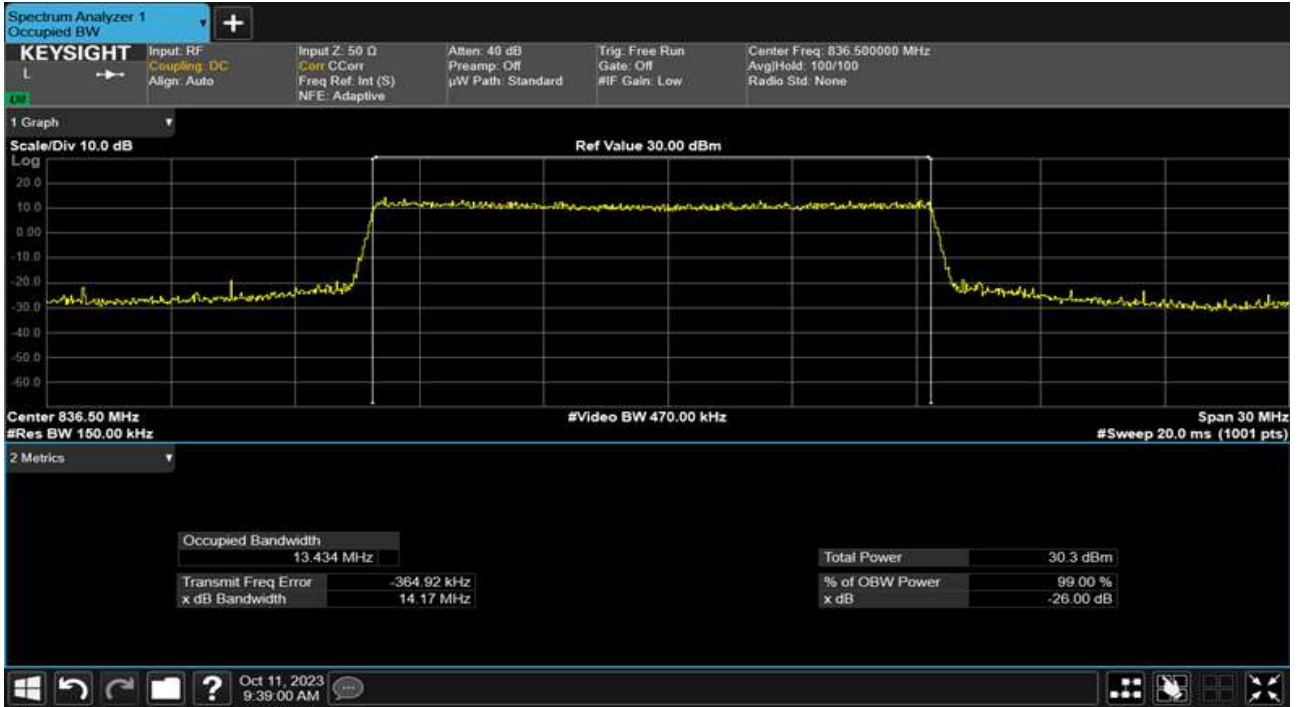 Spectrum Analyzer 1
Occupied BW
KEYSIGHT
L
Input: RF
Coupling: DC
Align: Auto
Input Z: 50 Ω
Corr CCorr
Freq Ref: Int (S)
NFE: Adaptive
Atten: 40 dB
Preamp: Off
µW Path: Standard
Trig: Free Run
Gate: Off
#IF Gain: Low
Center Freq: 836.500000 MHz
Avg|Hold: 100/100
Radio Std: None
1 Graph
Scale/Div 10.0 dB
Ref Value 30.00 dBm
Log
20.0
10.0
0.00
-10.0
-20.0
-30.0
-40.0
-50.0
-60.0
Center 836.50 MHz
#Video BW 470.00 kHz
Span 30 MHz
#Res BW 150.00 kHz
#Sweep 20.0 ms (1001 pts)
2 Metrics
Occupied Bandwidth
13.434 MHz
Total Power 30.3 dBm
Transmit Freq Error -364.92 kHz
% of OBW Power 99.00 %
x dB Bandwidth 14.17 MHz
x dB -26.00 dB
?
Oct 11, 2023
9:39:00 AM